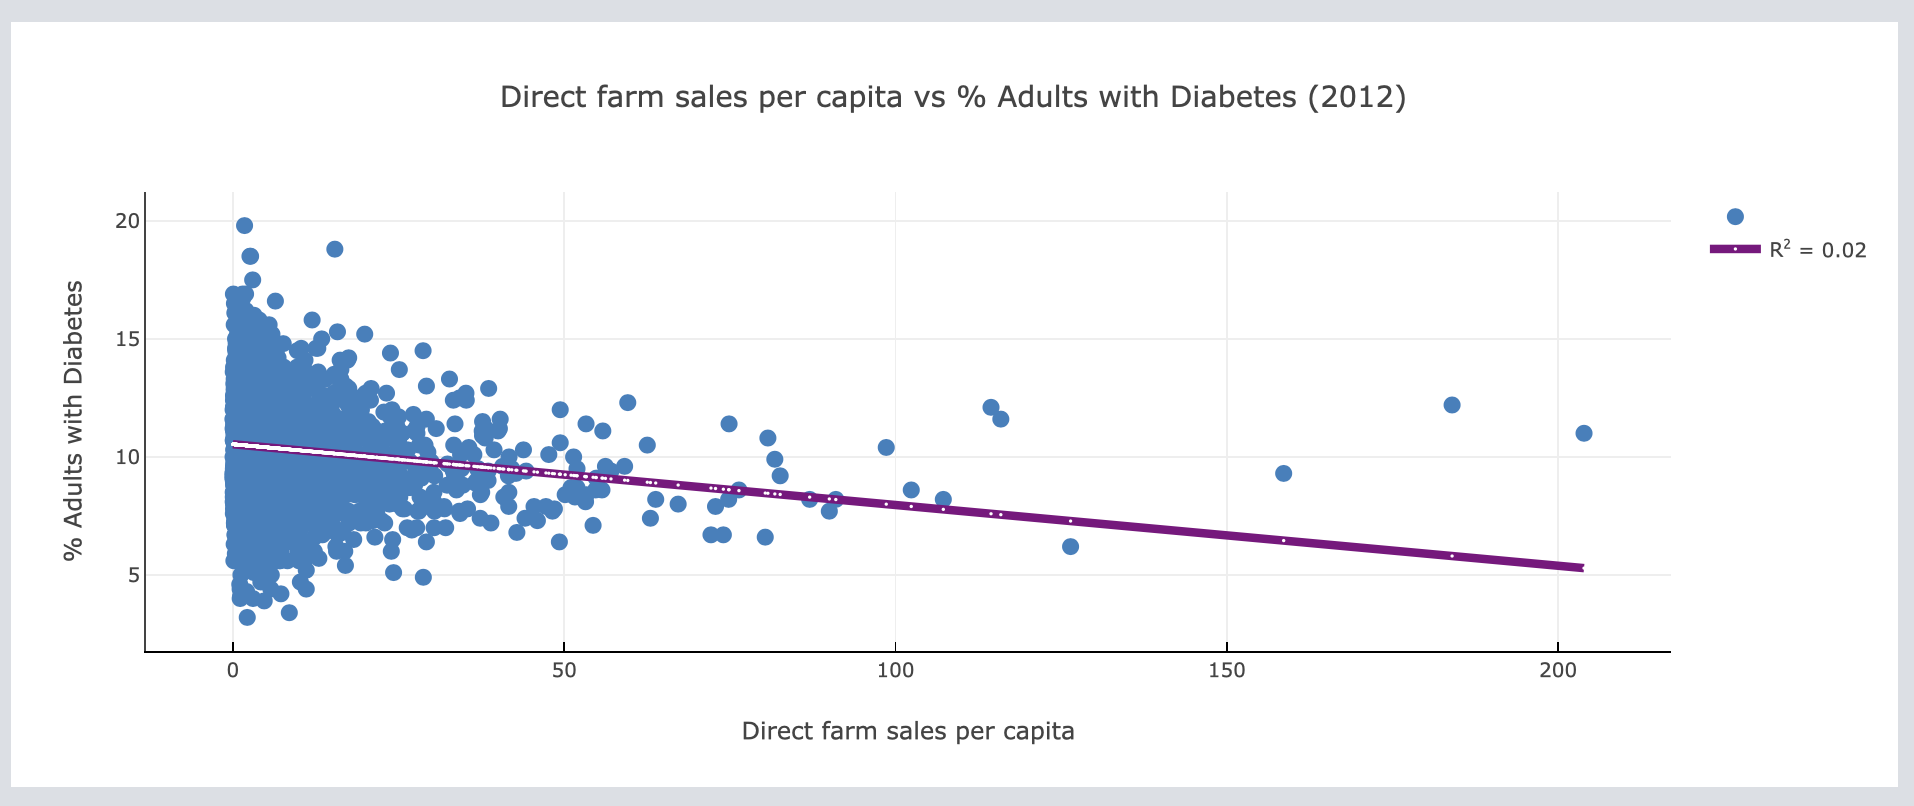 Direct farm sales per capita vs % Adults with Diabetes (2012)
R² = 0.02
% Adults with Diabetes
20
15
10
5
0 50 100 150 200
Direct farm sales per capita